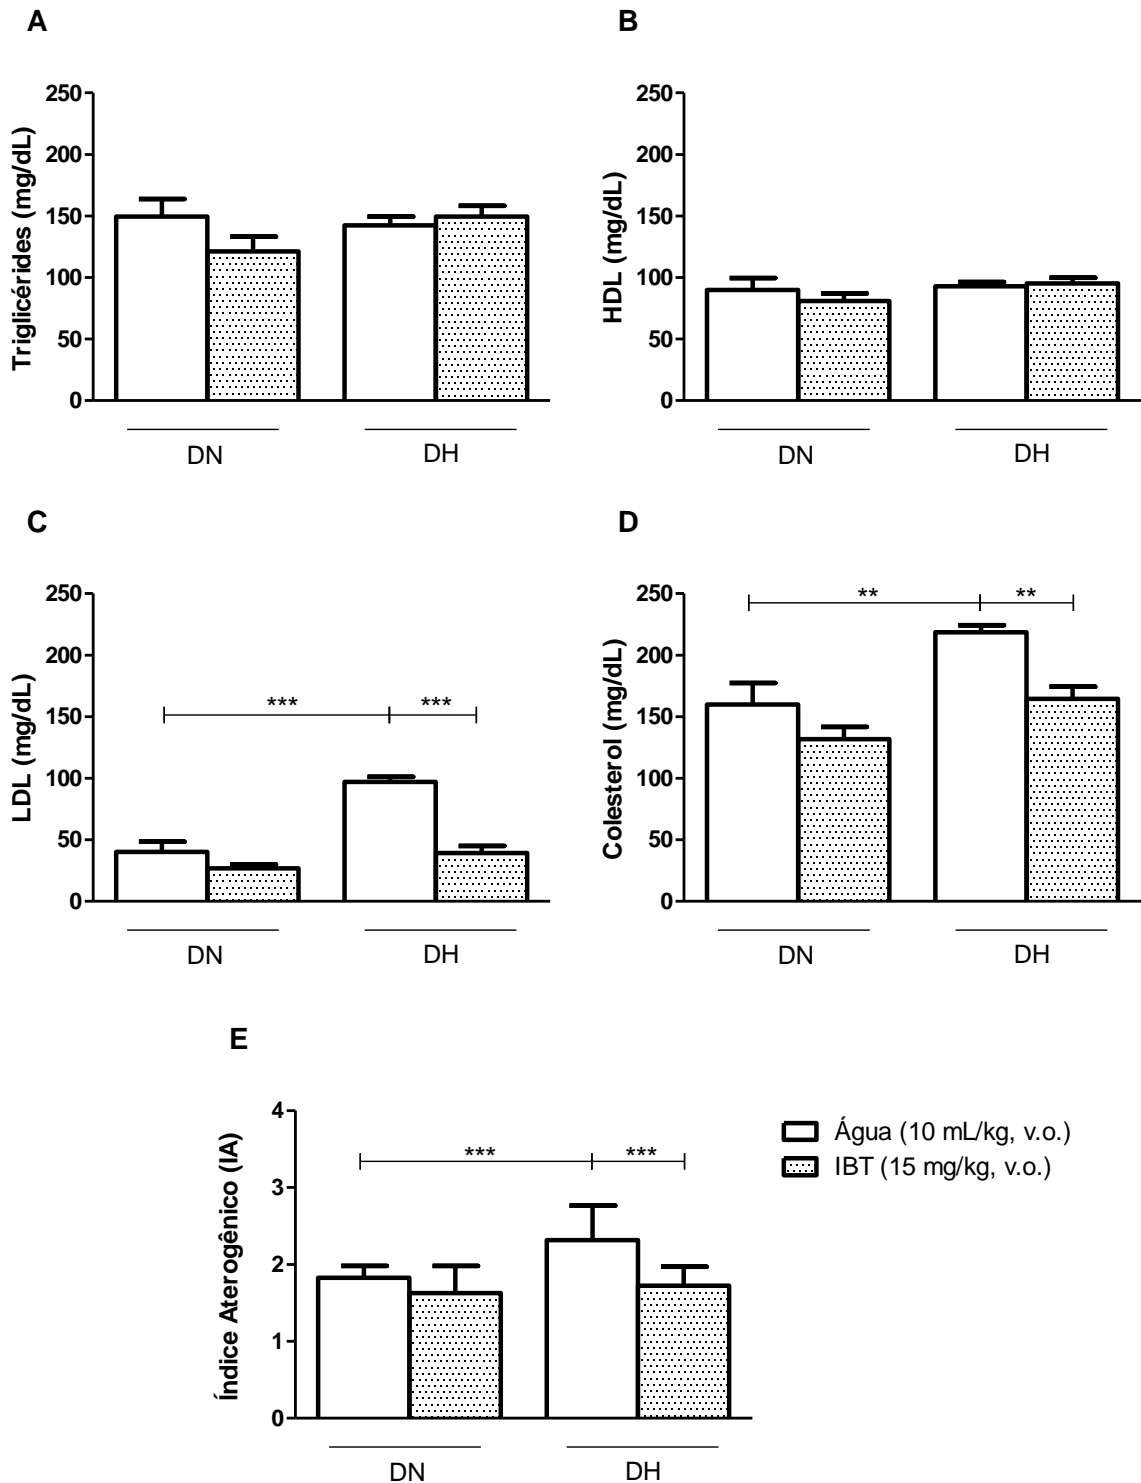 A
B
250
200
150
100
50
0
Triglicérides (mg/dL)
DN
DH
250
200
150
100
50
0
HDL (mg/dL)
DN
DH
C
D
250
200
150
100
50
0
LDL (mg/dL)
***
***
DN
DH
250
200
150
100
50
0
Colesterol (mg/dL)
**
**
DN
DH
E
4
3
2
1
0
Índice Aterogênico (IA)
***
***
DN
DH
Água (10 mL/kg, v.o.)
IBT (15 mg/kg, v.o.)